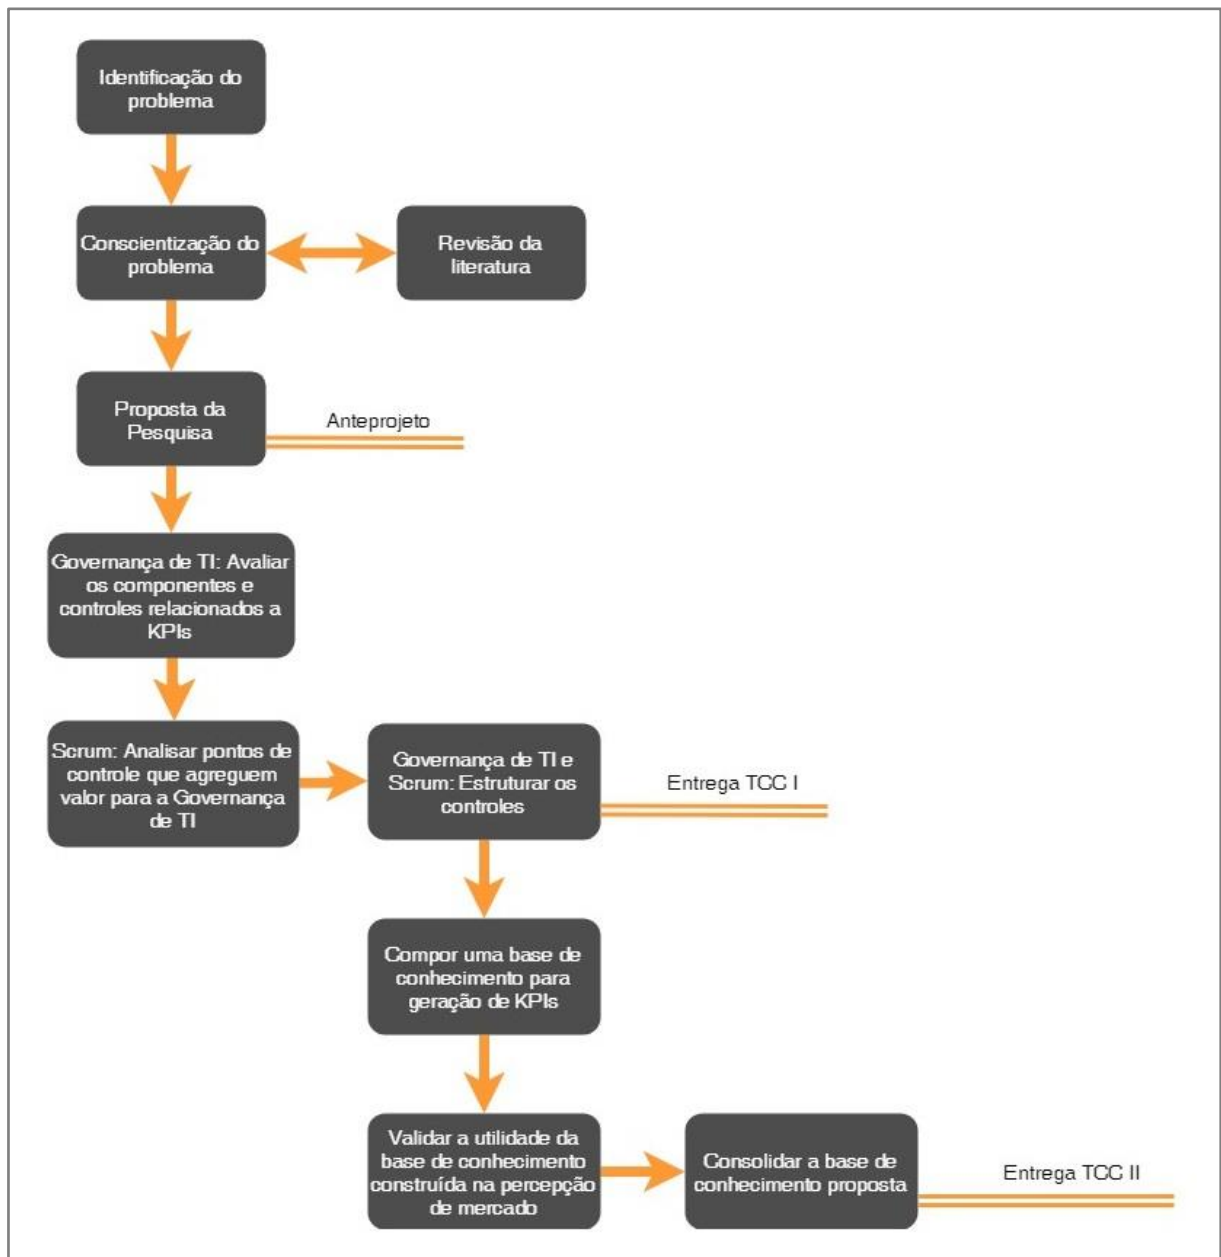 Identificação do
problema
Conscientização do
problema
Revisão da
literatura
Proposta da
Pesquisa
Anteprojeto
Governança de TI: Avaliar
os componentes e
controles relacionados a
KPIs
Scrum: Analisar pontos de
controle que agreguem
valor para a Governança
de TI
Governança de TI e
Scrum: Estruturar os
controles
Entrega TCC I
Compor uma base de
conhecimento para
geração de KPIs
Validar a utilidade da
base de conhecimento
construída na percepção
de mercado
Consolidar a base de
conhecimento proposta
Entrega TCC II